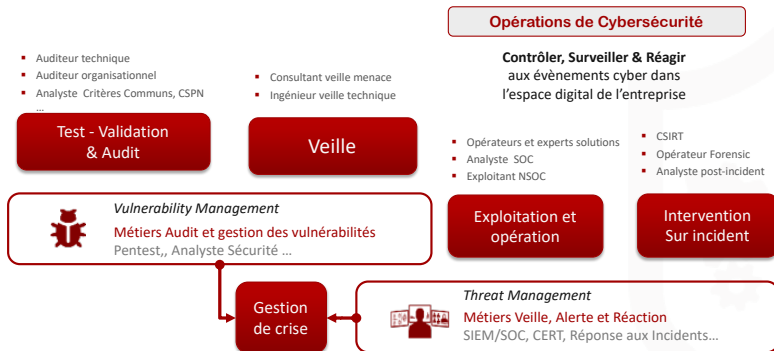 Opérations de Cybersécurité
▪ Auditeur technique
▪ Auditeur organisationnel
▪ Analyste Critères Communs, CSPN
…
Test - Validation
& Audit
▪ Consultant veille menace
▪ Ingénieur veille technique
Veille
Contrôler, Surveiller & Réagir
aux évènements cyber dans
l’espace digital de l’entreprise
▪ Opérateurs et experts solutions
▪ Analyste SOC
▪ Exploitant NSOC
Exploitation et
opération
▪ CSIRT
▪ Opérateur Forensic
▪ Analyste post-incident
Intervention
Sur incident
Vulnerability Management
Métiers Audit et gestion des vulnérabilités
Pentest,, Analyste Sécurité …
Gestion
de crise
Threat Management
Métiers Veille, Alerte et Réaction
SIEM/SOC, CERT, Réponse aux Incidents…